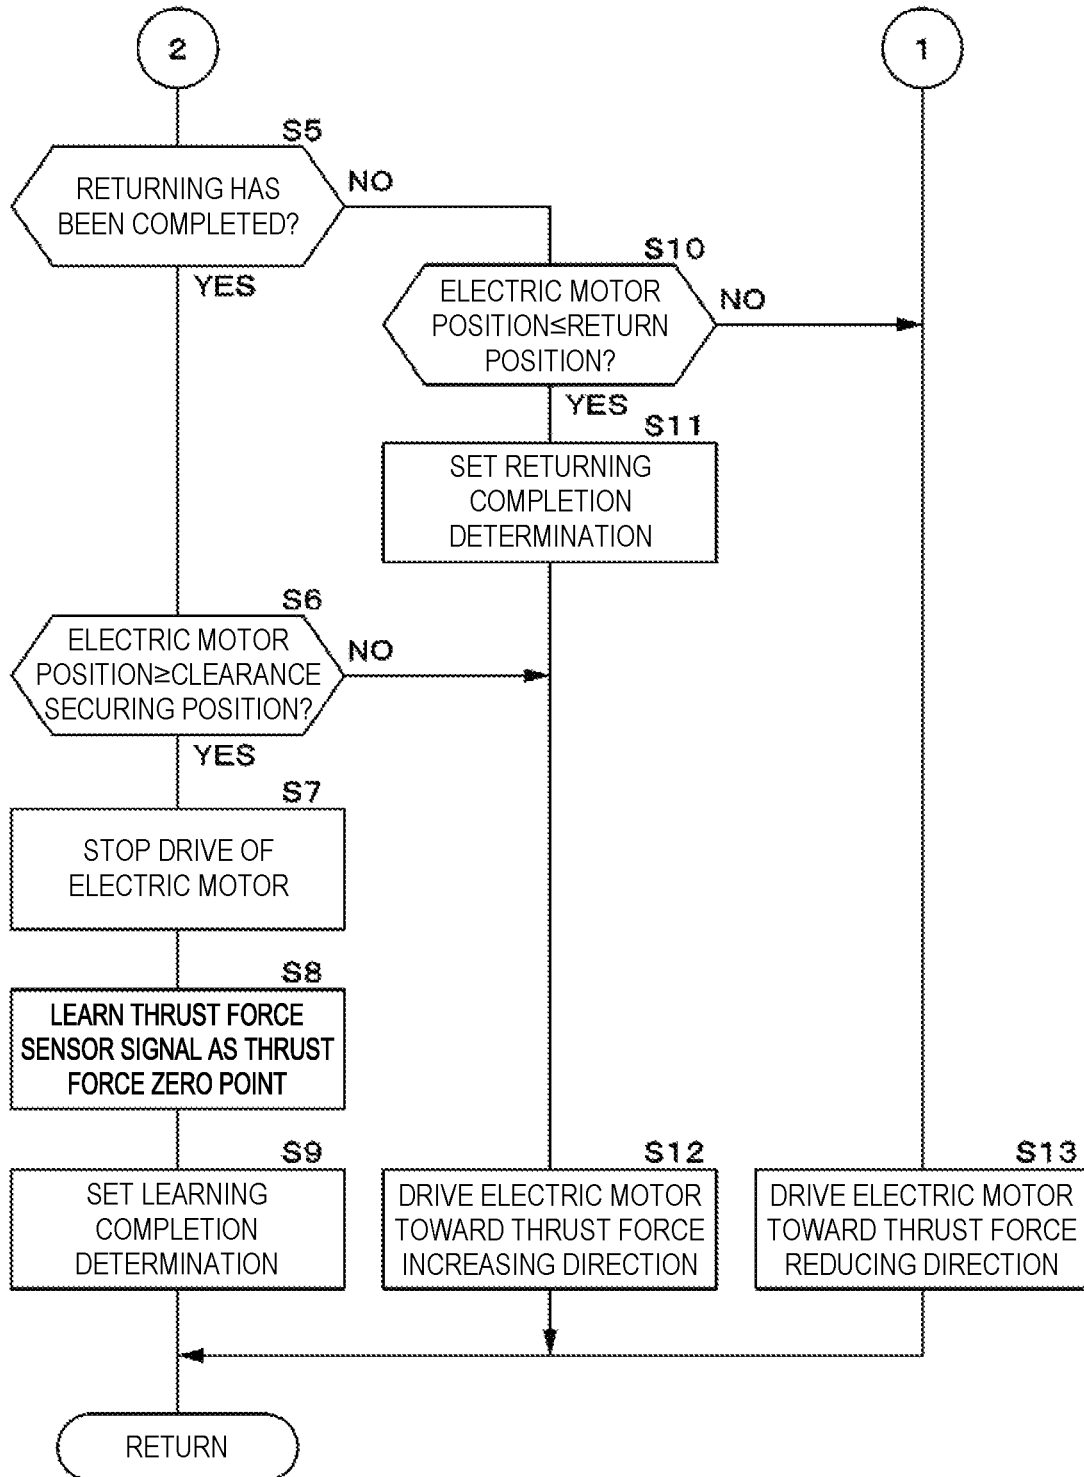 2
1
S5
RETURNING HAS
BEEN COMPLETED?
NO
YES
S10
ELECTRIC MOTOR
POSITION≤RETURN
POSITION?
NO
YES
S11
SET RETURNING
COMPLETION
DETERMINATION
S6
ELECTRIC MOTOR
POSITION≥CLEARANCE
SECURING POSITION?
NO
YES
S7
STOP DRIVE OF
ELECTRIC MOTOR
S8
LEARN THRUST FORCE
SENSOR SIGNAL AS THRUST
FORCE ZERO POINT
S9
SET LEARNING
COMPLETION
DETERMINATION
S12
DRIVE ELECTRIC MOTOR
TOWARD THRUST FORCE
INCREASING DIRECTION
S13
DRIVE ELECTRIC MOTOR
TOWARD THRUST FORCE
REDUCING DIRECTION
RETURN